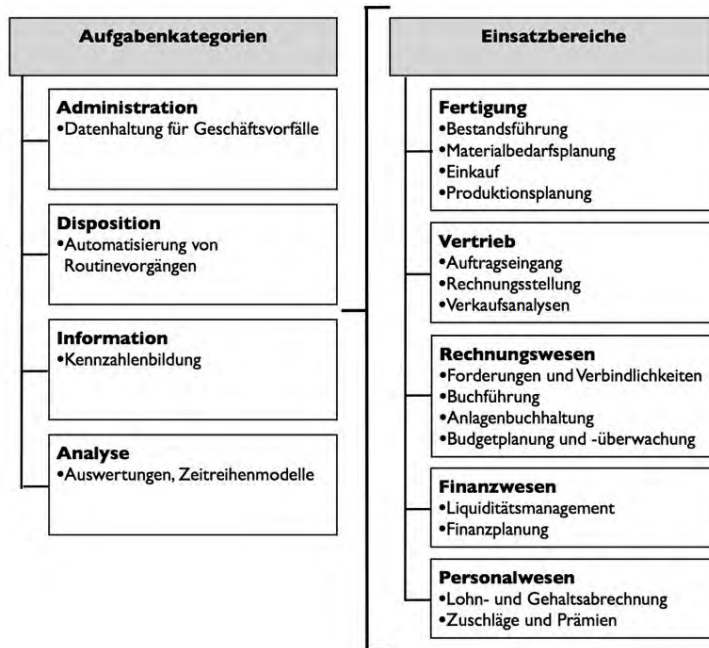 Aufgabenkategorien
Administration
•Datenhaltung für Geschäftsvorfälle
Disposition
•Automatisierung von
Routinevorgängen
Information
•Kennzahlenbildung
Analyse
•Auswertungen, Zeitreihenmodelle
Einsatzbereiche
Fertigung
•Bestandsführung
•Materialbedarfsplanung
•Einkauf
•Produktionsplanung
Vertrieb
•Auftragseingang
•Rechnungsstellung
•Verkaufsanalysen
Rechnungswesen
•Forderungen und Verbindlichkeiten
•Buchführung
•Anlagenbuchhaltung
•Budgetplanung und -überwachung
Finanzwesen
•Liquiditätsmanagement
•Finanzplanung
Personalwesen
•Lohn- und Gehaltsabrechnung
•Zuschläge und Prämien